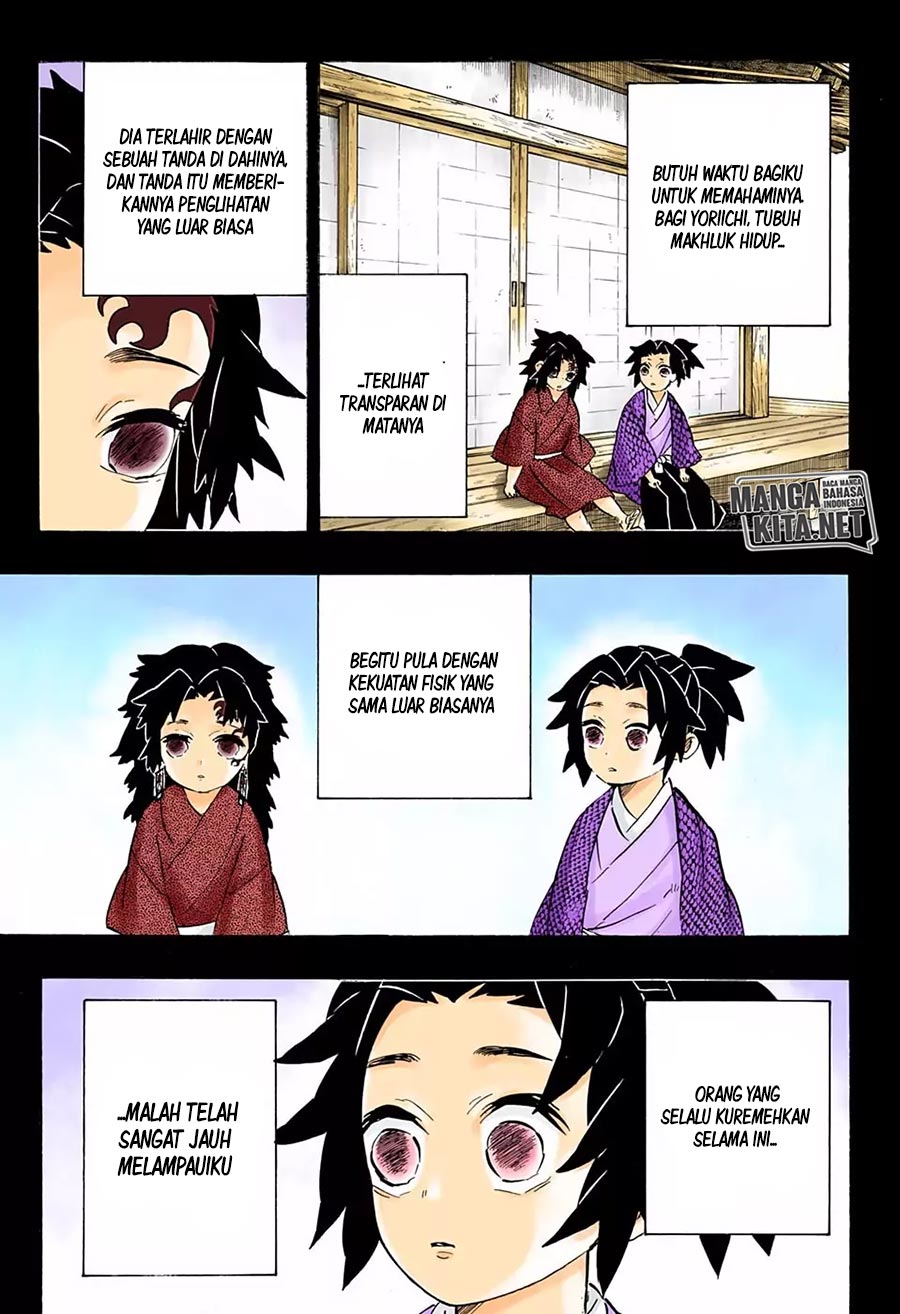 BUTUH WAKTU BAGIKU
UNTUK MEMAHAMINYA.
BAGI YORIICHI, TUBUH
MAKHLUK HIDUP...
...TERLIHAT
TRANSPARAN DI
MATANYA
DIA TERLAHIR DENGAN
SEBUAH TANDA DI DAHINYA,
DAN TANDA ITU MEMBERI-
KANNYA PENGLIHATAN
YANG LUAR BIASA
MANGA
KITA.NET
BACA MANGA
BAHASA
INDONESIA
BEGITU PULA DENGAN
KEKUATAN FISIK YANG
SAMA LUAR BIASANYA
ORANG YANG
SELALU KUREMEHKAN
SELAMA INI...
...MALAH TELAH
SANGAT JAUH
MELAMPAUIKU